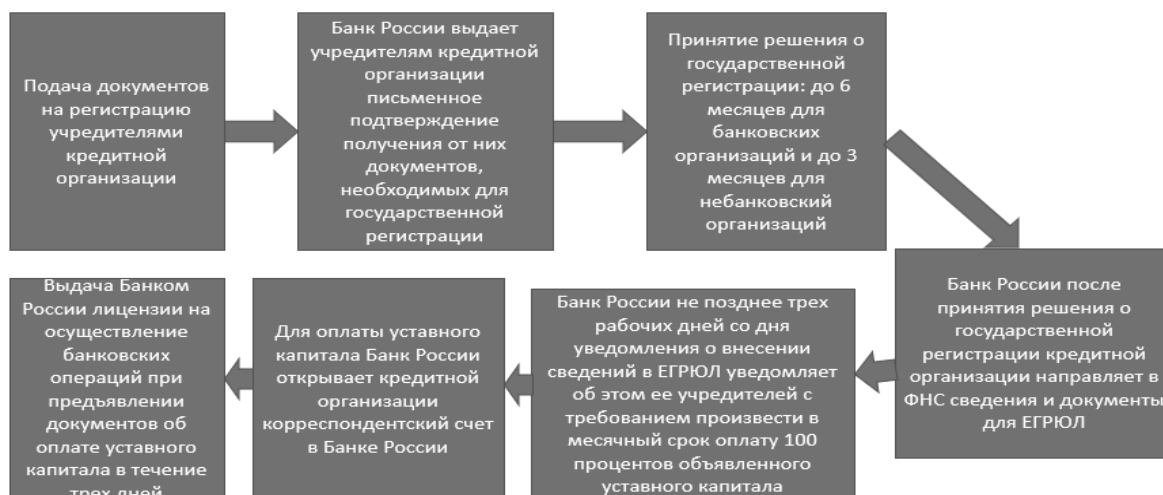 Подача документов
на регистрацию
учредителями
кредитной
организации
Банк России выдает
учредителям кредитной
организации
письменное
подтверждение
получения от них
документов,
необходимых для
государственной
регистрации
Принятие решения о
государственной
регистрации: до 6
месяцев для
банковских
организаций и до 3
месяцев для
небанковский
организаций
Банк России после
принятия решения о
государственной
регистрации кредитной
организации направляет в
ФНС сведения и документы
для ЕГРЮЛ
Банк России не позднее трех
рабочих дней со дня
уведомления о внесении
сведений в ЕГРЮЛ уведомляет
об этом ее учредителей с
требованием произвести в
месячный срок оплату 100
процентов объявленного
уставного капитала
Для оплаты уставного
капитала Банк России
открывает кредитной
организации
корреспондентский счет
в Банке России
Выдача Банком
России лицензии на
осуществление
банковских
операций при
предъявлении
документов об
оплате уставного
капитала в течение
трех дней